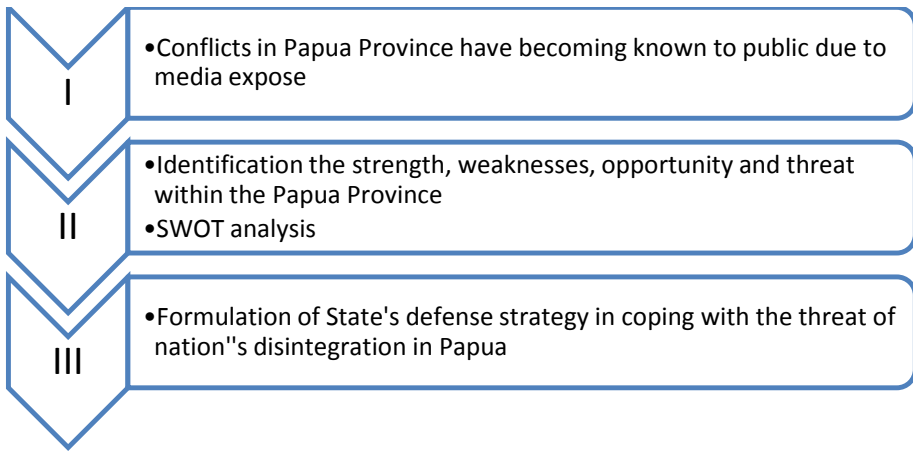 I
•Conflicts in Papua Province have becoming known to public due to
media expose
II
•Identification the strength, weaknesses, opportunity and threat
within the Papua Province
•SWOT analysis
III
•Formulation of State's defense strategy in coping with the threat of
nation''s disintegration in Papua